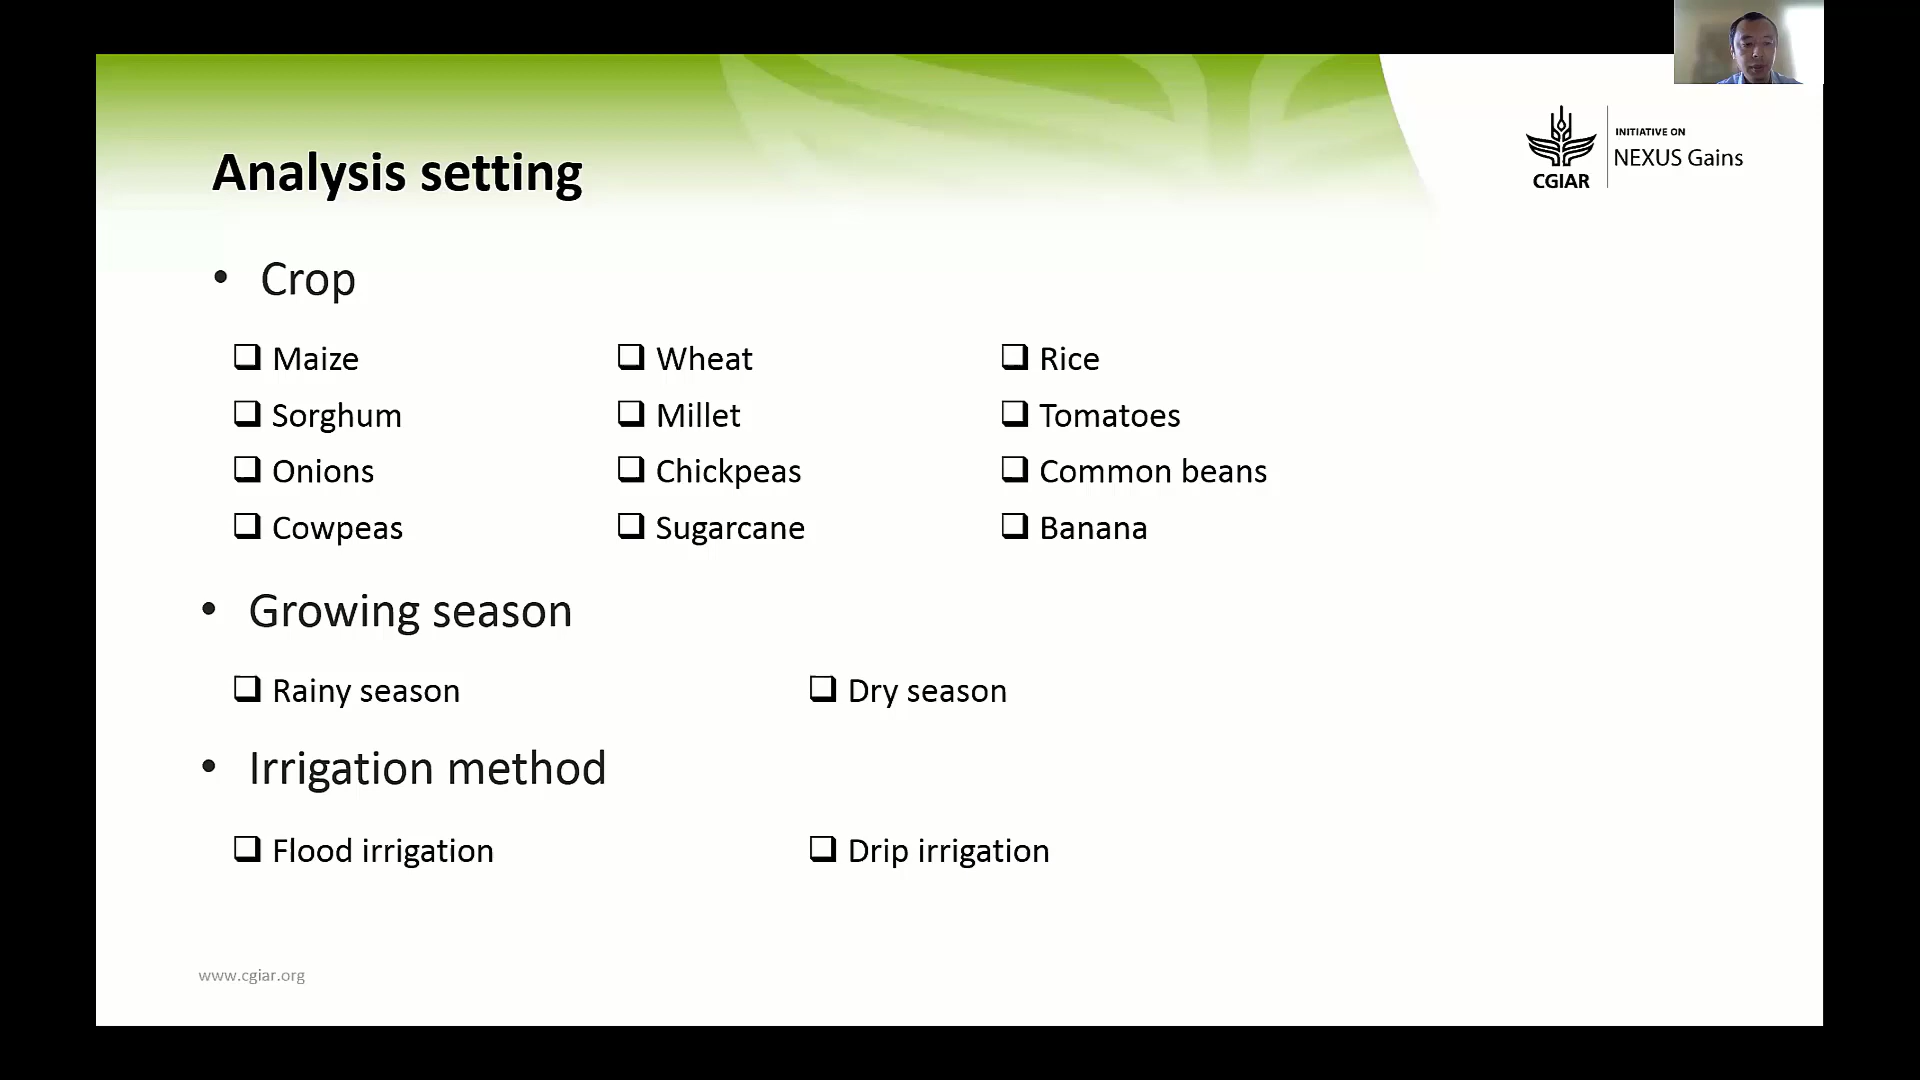 INITIATIVE ON
NEXUS Gains
CGIAR
Analysis setting
• Crop
❑ Maize ❑ Wheat ❑ Rice
❑ Sorghum ❑ Millet ❑ Tomatoes
❑ Onions ❑ Chickpeas ❑ Common beans
❑ Cowpeas ❑ Sugarcane ❑ Banana
• Growing season
❑ Rainy season ❑ Dry season
• Irrigation method
❑ Flood irrigation ❑ Drip irrigation
www.cgiar.org